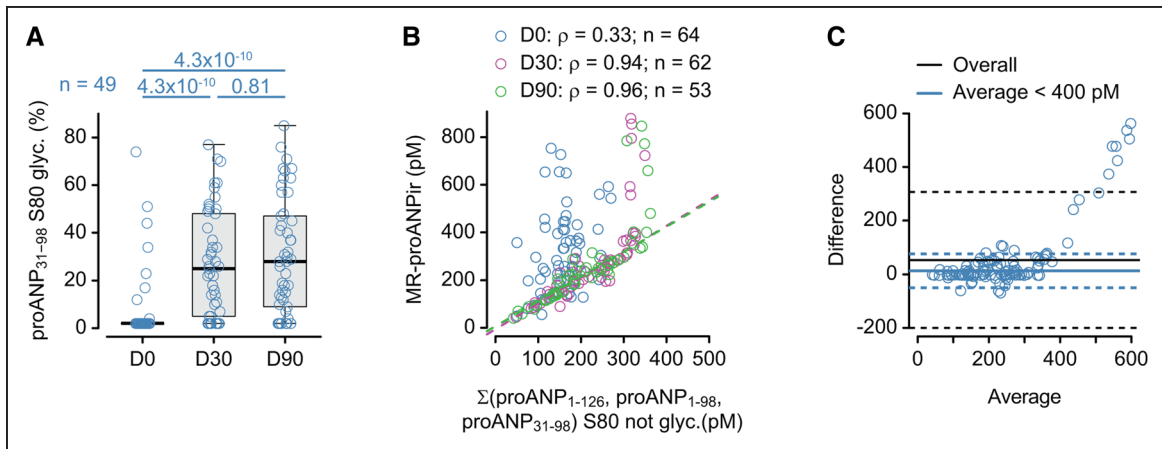 A
4.3x10⁻¹⁰
n = 49
4.3x10⁻¹⁰
0.81
proANP₃₁₋₉₈ S80 glyc. (%)
80
60
40
20
0
D0 D30 D90
B
D0: ρ = 0.33; n = 64
D30: ρ = 0.94; n = 62
D90: ρ = 0.96; n = 53
MR-proANPir (pM)
800
600
400
200
0
0 100 200 300 400 500
Σ(proANP₁₋₁₂₆, proANP₁₋₉₈,
proANP₃₁₋₉₈) S80 not glyc.(pM)
C
Overall
Average < 400 pM
Difference
600
400
200
0
-200
0 200 400 600
Average